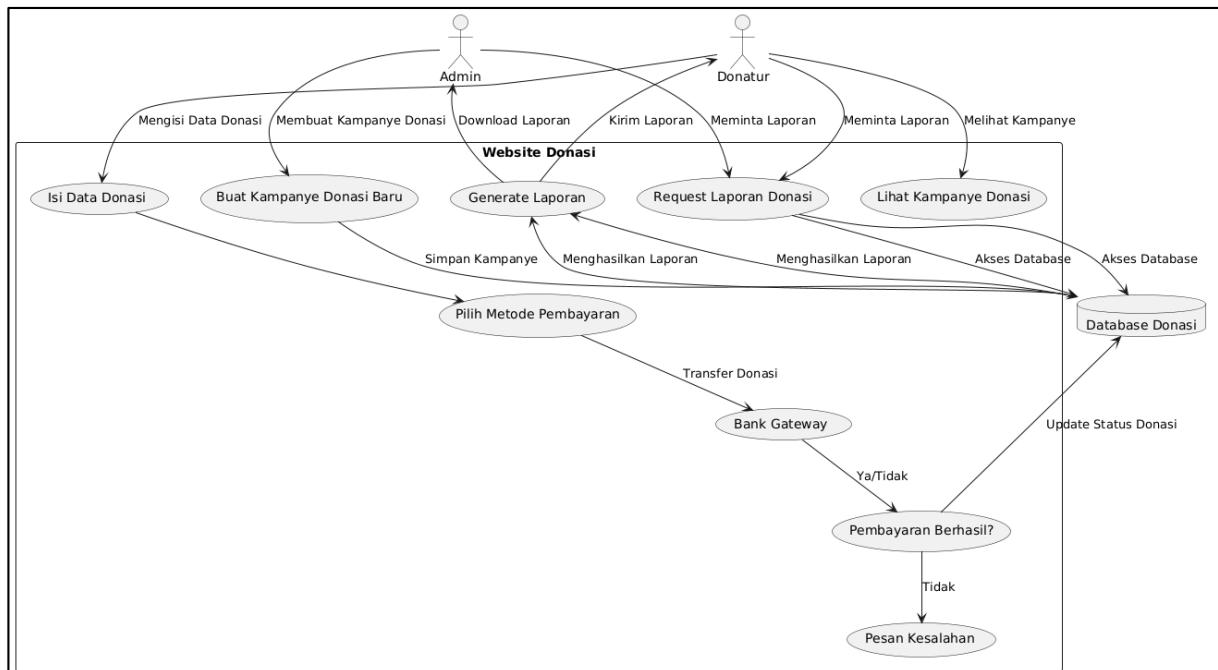 Admin
Donatur
Mengisi Data Donasi
Membuat Kampanye Donasi
Download Laporan
Kirim Laporan
Meminta Laporan
Meminta Laporan
Melihat Kampanye
Website Donasi
Isi Data Donasi
Buat Kampanye Donasi Baru
Generate Laporan
Request Laporan Donasi
Lihat Kampanye Donasi
Simpan Kampanye
Menghasilkan Laporan
Menghasilkan Laporan
Akses Database
Akses Database
Pilih Metode Pembayaran
Database Donasi
Transfer Donasi
Bank Gateway
Update Status Donasi
Ya/Tidak
Pembayaran Berhasil?
Tidak
Pesan Kesalahan